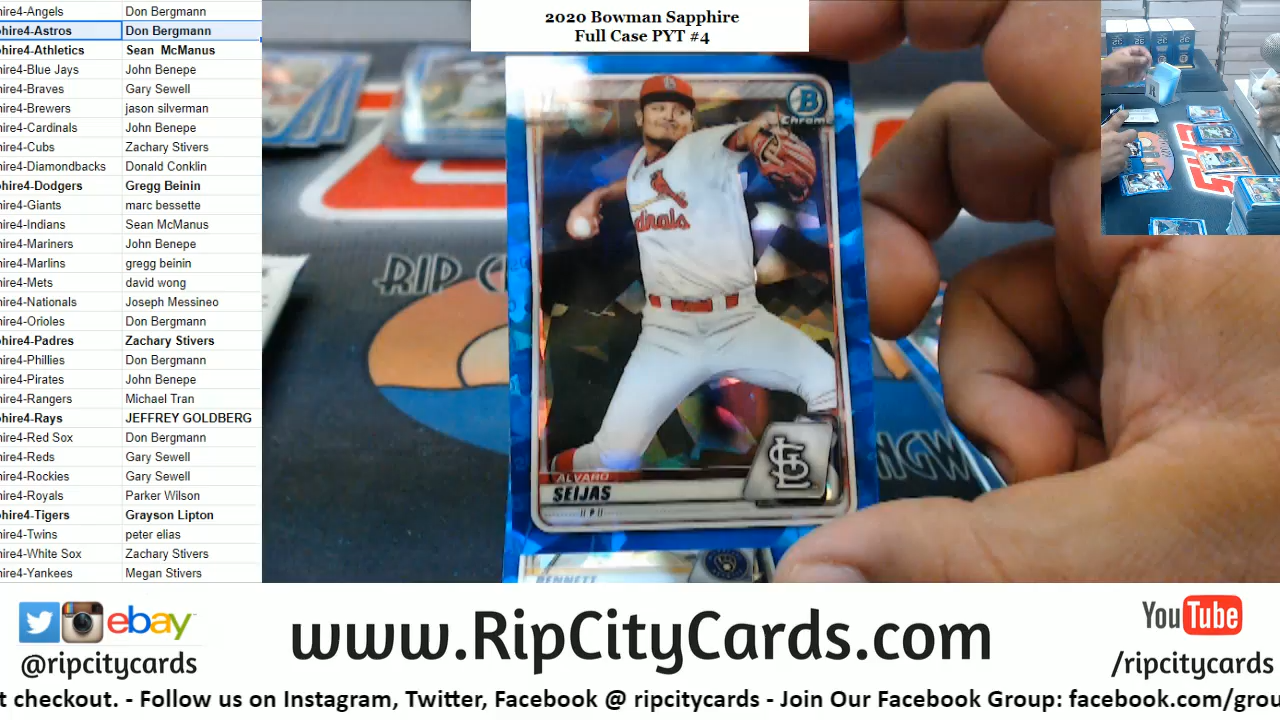 hire4-Angels Don Bergmann
hire4-Astros Don Bergmann
hire4-Athletics Sean McManus
hire4-Blue Jays John Benepe
hire4-Braves Gary Sewell
hire4-Brewers jason silverman
hire4-Cardinals John Benepe
hire4-Cubs Zachary Stivers
hire4-Diamondbacks Donald Conklin
hire4-Dodgers Gregg Beinin
hire4-Giants marc bessette
hire4-Indians Sean McManus
hire4-Mariners John Benepe
hire4-Marlins gregg beinin
hire4-Mets david wong
hire4-Nationals Joseph Messineo
hire4-Orioles Don Bergmann
hire4-Padres Zachary Stivers
hire4-Phillies Don Bergmann
hire4-Pirates John Benepe
hire4-Rangers Michael Tran
hire4-Rays JEFFREY GOLDBERG
hire4-Red Sox Don Bergmann
hire4-Reds Gary Sewell
hire4-Rockies Gary Sewell
hire4-Royals Parker Wilson
hire4-Tigers Grayson Lipton
hire4-Twins peter elias
hire4-White Sox Zachary Stivers
hire4-Yankees Megan Stivers
2020 Bowman Sapphire
Full Case PYT #4
B
Chrome
dinals
RIP C
NGW
ALVARO
SEIJAS
P
STL
BENNETT
ebay
@ripcitycards
www.RipCityCards.com
YouTube
/ripcitycards
t checkout. - Follow us on Instagram, Twitter, Facebook @ ripcitycards - Join Our Facebook Group: facebook.com/grou